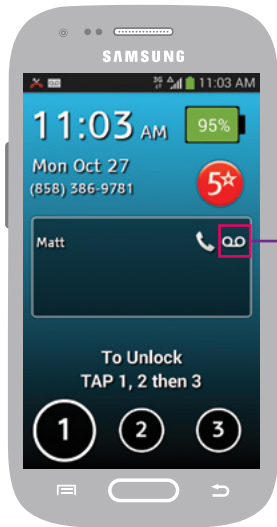 SAMSUNG
3G 11:03 AM
11:03 AM
95%
Mon Oct 27
(858) 386-9781
5☆
Matt
To Unlock
TAP 1, 2 then 3
1 2 3